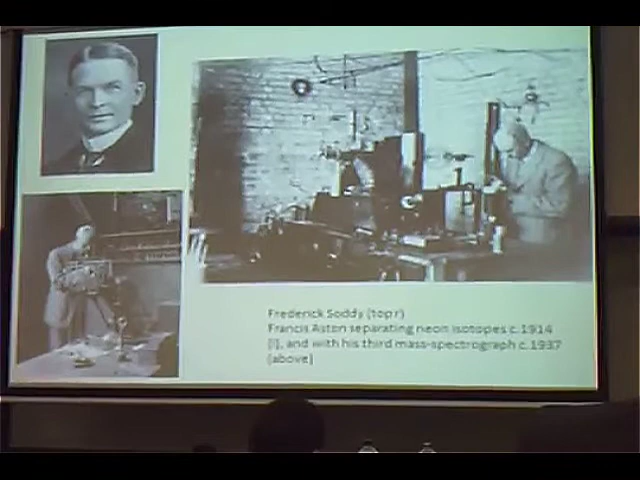 Frederick Soddy (top r)
Francis Aston separating neon isotopes c.1914
(l), and with his third mass-spectrograph c.1937
(above)